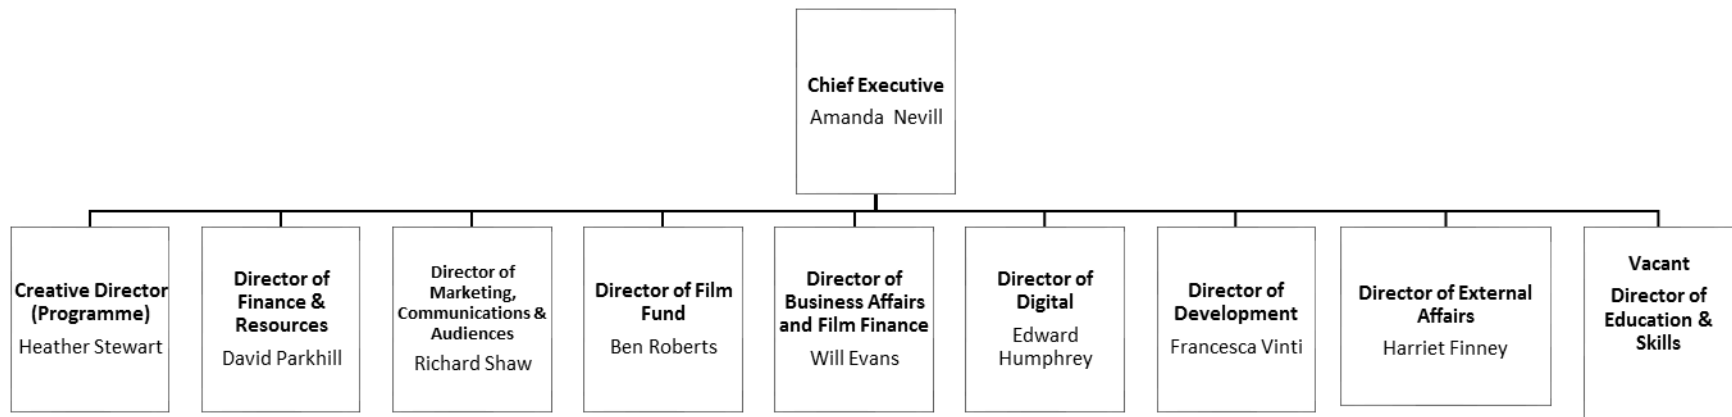 Chief Executive
Amanda Nevill
Creative Director
(Programme)
Heather Stewart
Director of
Finance &
Resources
David Parkhill
Director of
Marketing,
Communications &
Audiences
Richard Shaw
Director of Film
Fund
Ben Roberts
Director of
Business Affairs
and Film Finance
Will Evans
Director of
Digital
Edward
Humphrey
Director of
Development
Francesca Vinti
Director of External
Affairs
Harriet Finney
Vacant
Director of
Education &
Skills